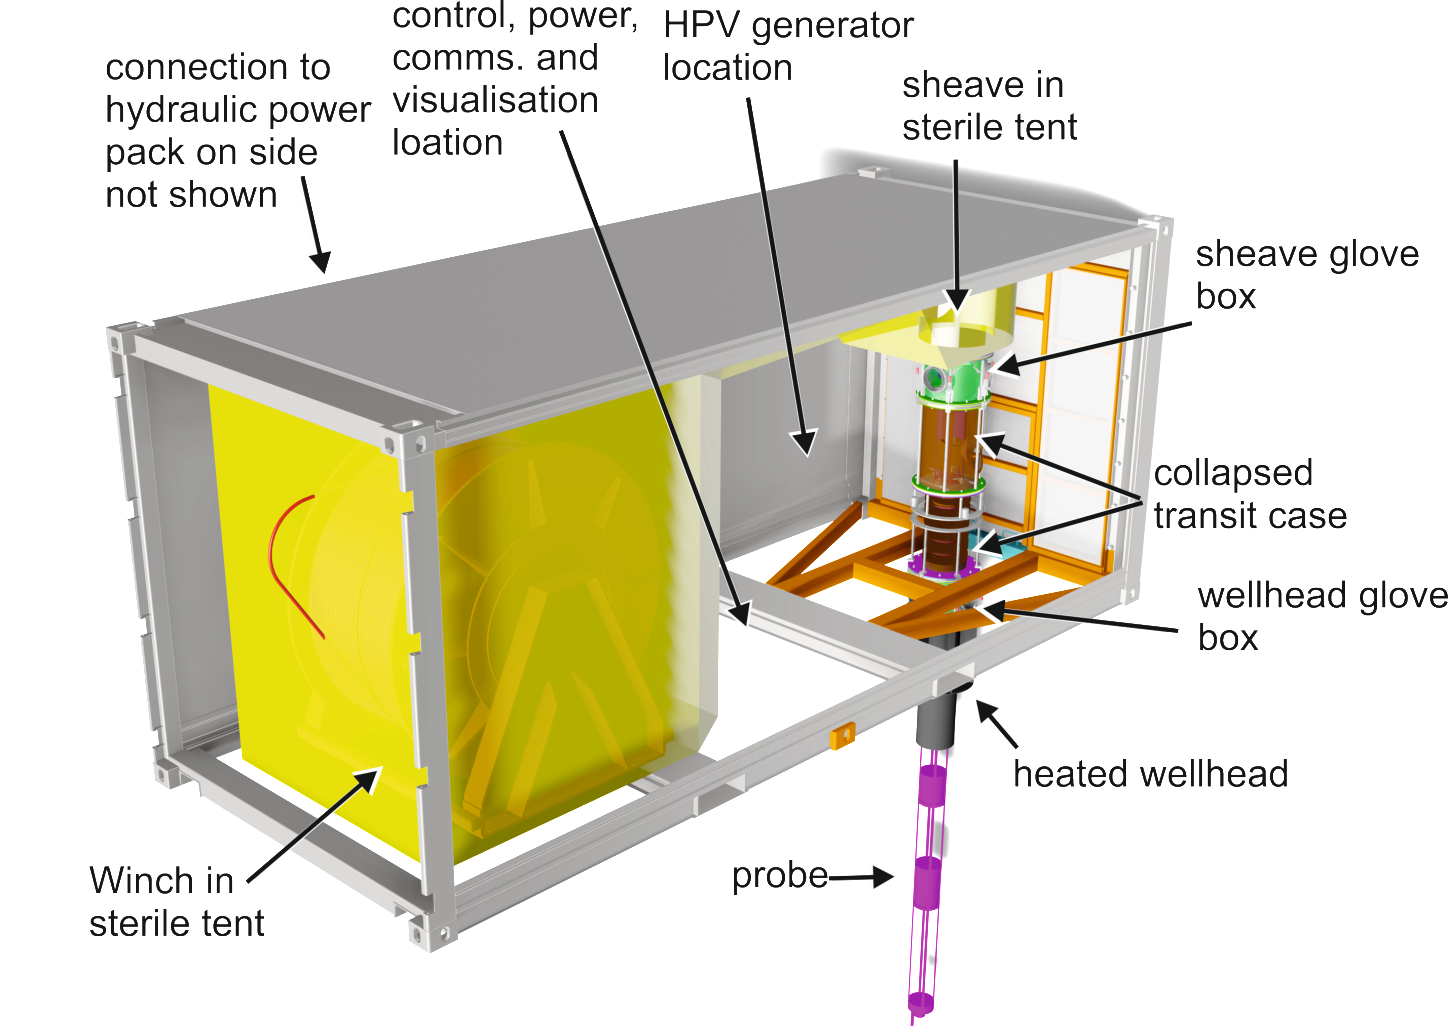 control, power,
comms. and
visualisation
loation
HPV generator
location
connection to
hydraulic power
pack on side
not shown
sheave in
sterile tent
sheave glove
box
collapsed
transit case
wellhead glove
box
heated wellhead
probe
Winch in
sterile tent